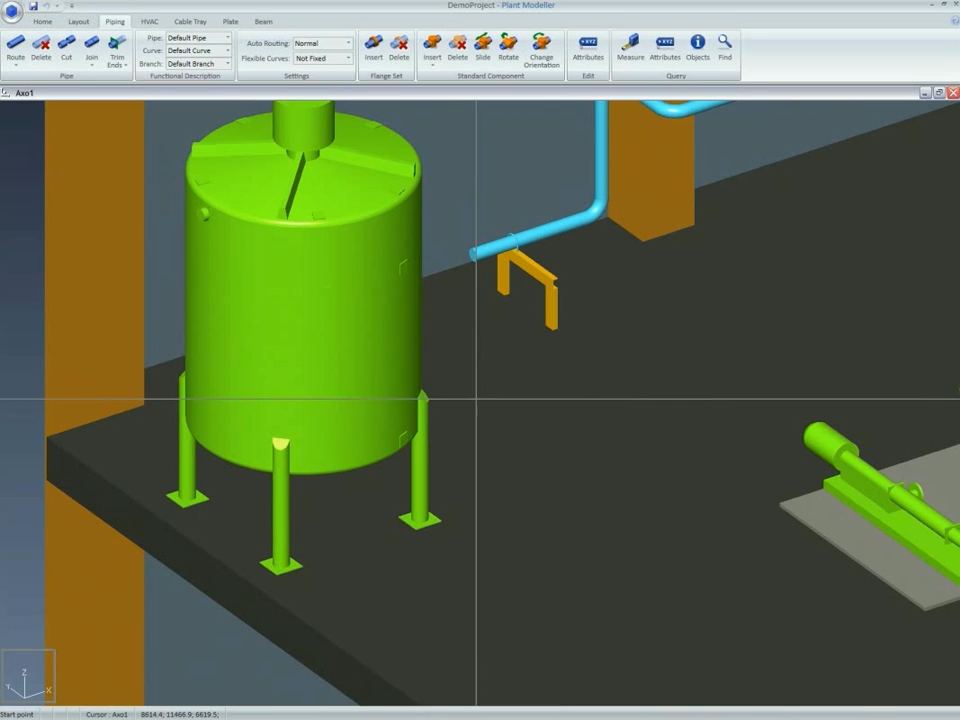 DemoProject - Plant Modeller
Home Layout Piping HVAC Cable Tray Plate Beam
Route Delete Cut Join Trim Ends
Pipe: Default Pipe
Curve: Default Curve
Branch: Default Branch
Auto Routing: Normal
Flexible Curves: Not Fixed
Insert Delete
Insert Delete Slide Rotate Change Orientation
XYZ
Attributes
XYZ
Measure Attributes Objects Find
Pipe Functional Description Settings Flange Set Standard Component Edit Query
Axo1
Z
Y X
Start point Cursor : Axo1 8614.4; 11466.9; 6619.5;